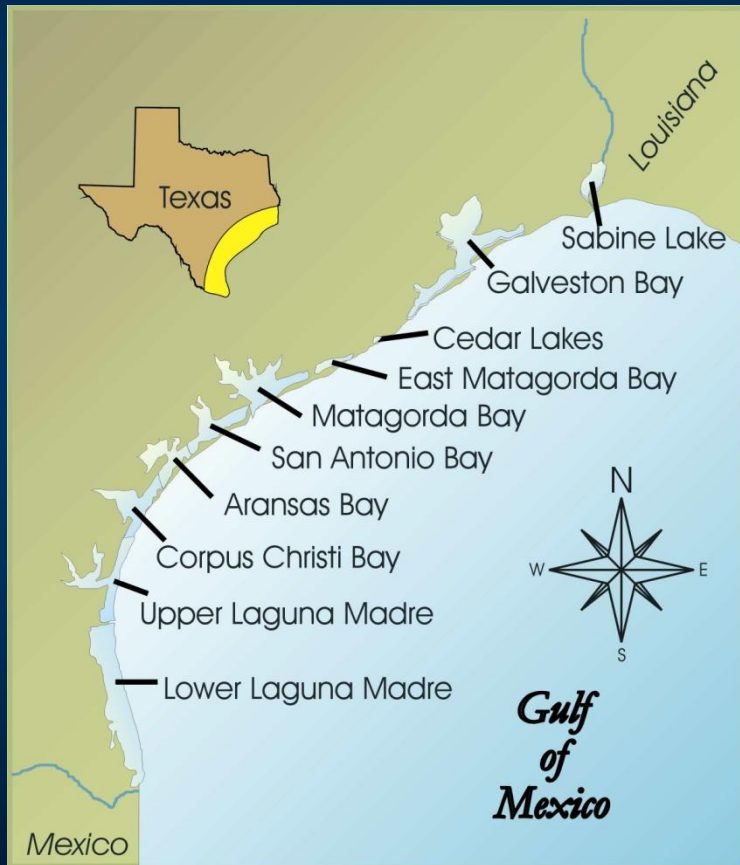 Louisiana
Texas
Sabine Lake
Galveston Bay
Cedar Lakes
East Matagorda Bay
Matagorda Bay
San Antonio Bay
Aransas Bay
Corpus Christi Bay
Upper Laguna Madre
Lower Laguna Madre
N
W
E
S
Gulf
of
Mexico
Mexico